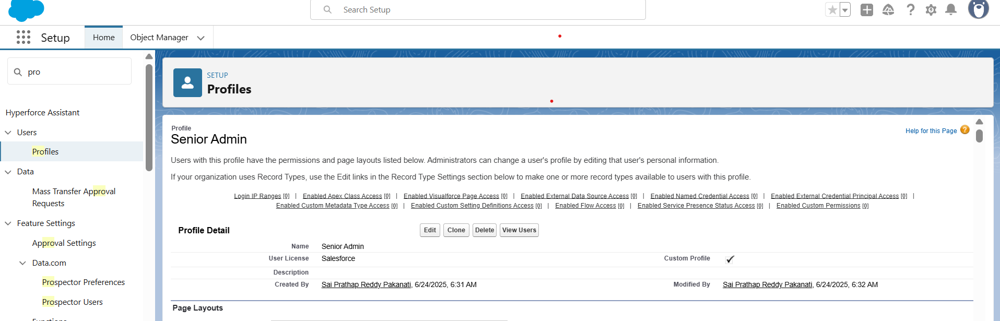 Search Setup
Setup
Home
Object Manager
pro
Hyperforce Assistant
Users
Profiles
Data
Mass Transfer Approval
Requests
Feature Settings
Approval Settings
Data.com
Prospector Preferences
Prospector Users
Functions
SETUP
Profiles
Profile
Senior Admin
Help for this Page ?
Users with this profile have the permissions and page layouts listed below. Administrators can change a user's profile by editing that user's personal information.
If your organization uses Record Types, use the Edit links in the Record Type Settings section below to make one or more record types available to users with this profile.
Login IP Ranges [0] | Enabled Apex Class Access [0] | Enabled Visualforce Page Access [0] | Enabled External Data Source Access [0] | Enabled Named Credential Access [0] | Enabled External Credential Principal Access [0] |
Enabled Custom Metadata Type Access [0] | Enabled Custom Setting Definitions Access [0] | Enabled Flow Access [0] | Enabled Service Presence Status Access [0] | Enabled Custom Permissions [0]
Profile Detail
Edit Clone Delete View Users
Name Senior Admin
User License Salesforce Custom Profile ✓
Description
Created By Sai Prathap Reddy Pakanati, 6/24/2025, 6:31 AM Modified By Sai Prathap Reddy Pakanati, 6/24/2025, 6:32 AM
Page Layouts